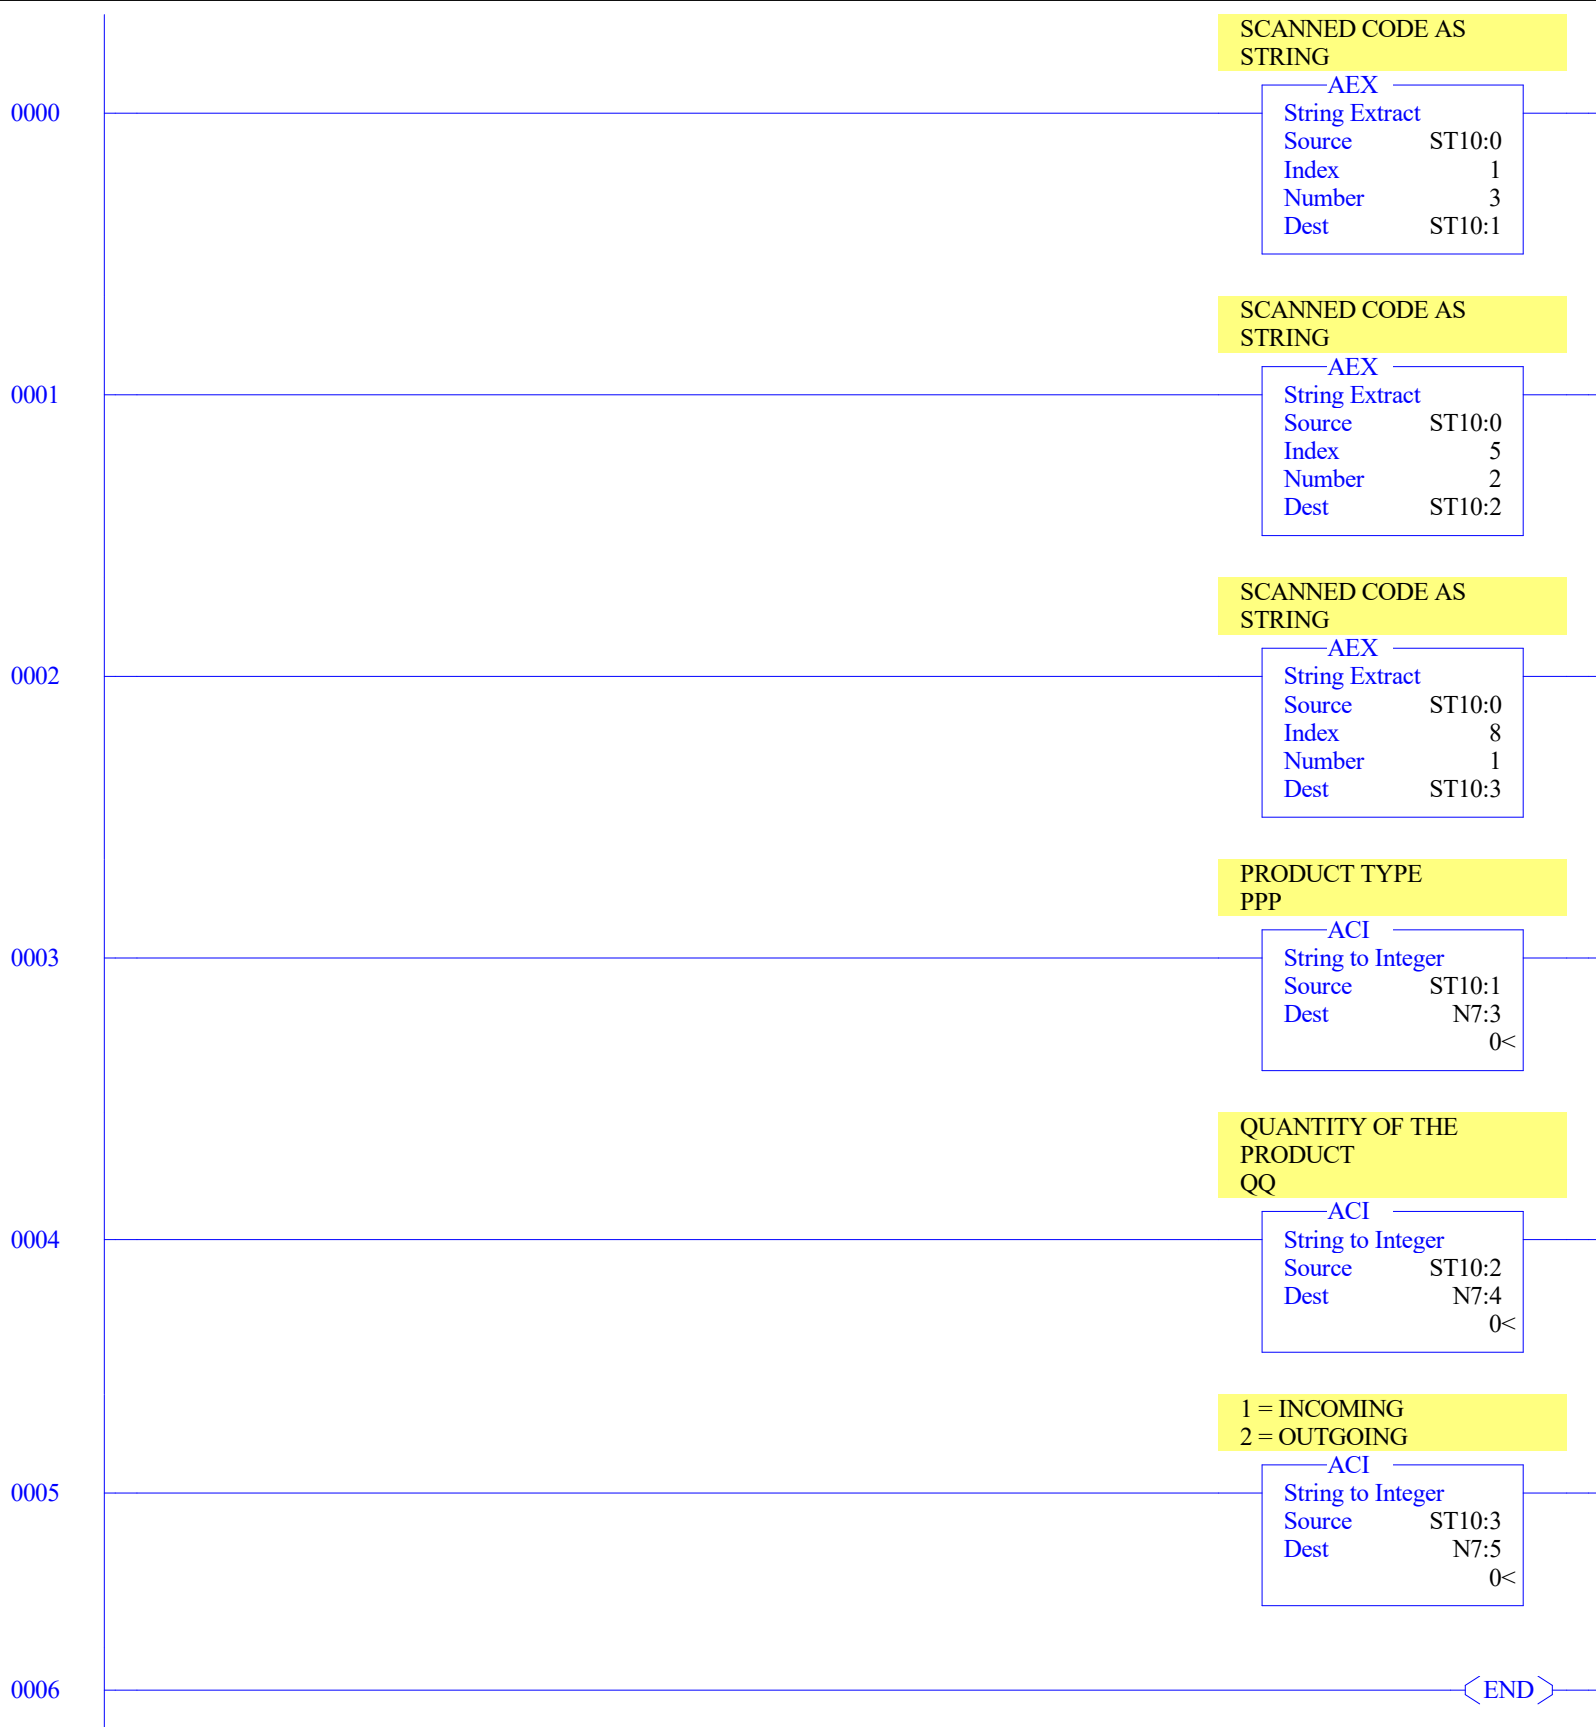 SCANNED CODE AS
STRING
AEX
0000
String Extract
Source ST10:0
Index 1
Number 3
Dest ST10:1
SCANNED CODE AS
STRING
AEX
0001
String Extract
Source ST10:0
Index 5
Number 2
Dest ST10:2
SCANNED CODE AS
STRING
AEX
0002
String Extract
Source ST10:0
Index 8
Number 1
Dest ST10:3
PRODUCT TYPE
PPP
ACI
0003
String to Integer
Source ST10:1
Dest N7:3
0<
QUANTITY OF THE
PRODUCT
QQ
ACI
0004
String to Integer
Source ST10:2
Dest N7:4
0<
1 = INCOMING
2 = OUTGOING
ACI
0005
String to Integer
Source ST10:3
Dest N7:5
0<
0006
END